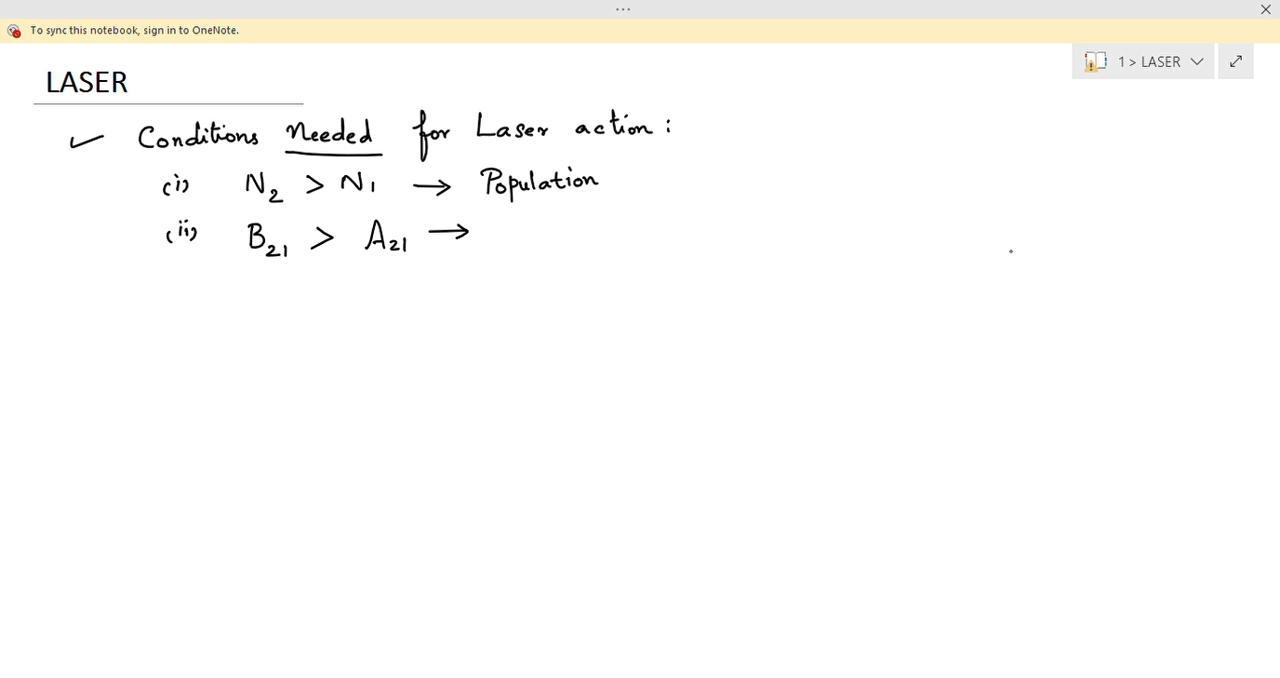 ...
To sync this notebook, sign in to OneNote.
1 > LASER
LASER
✓ Conditions Needed for Laser action :
(i) N₂ > N₁ → Population
(ii) B₂₁ > A₂₁ →